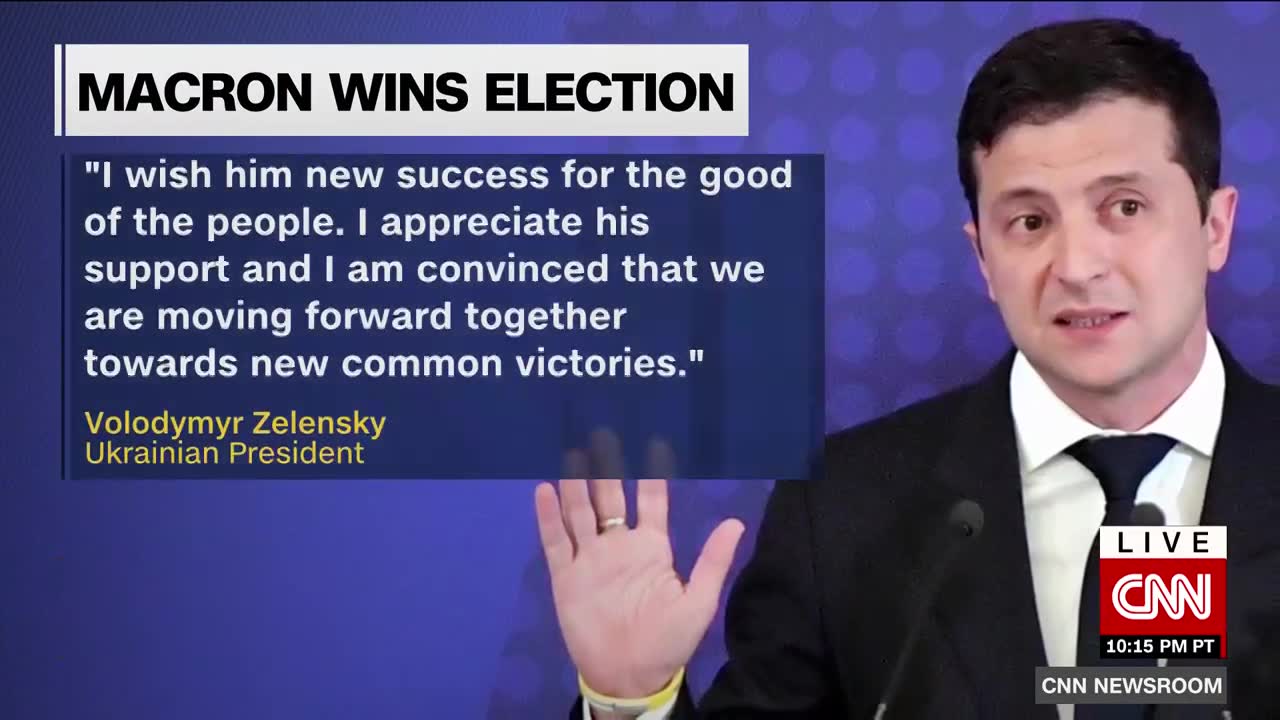 MACRON WINS ELECTION
"I wish him new success for the good
of the people. I appreciate his
support and I am convinced that we
are moving forward together
towards new common victories."
Volodymyr Zelensky
Ukrainian President
LIVE
CNN
10:15 PM PT
CNN NEWSROOM